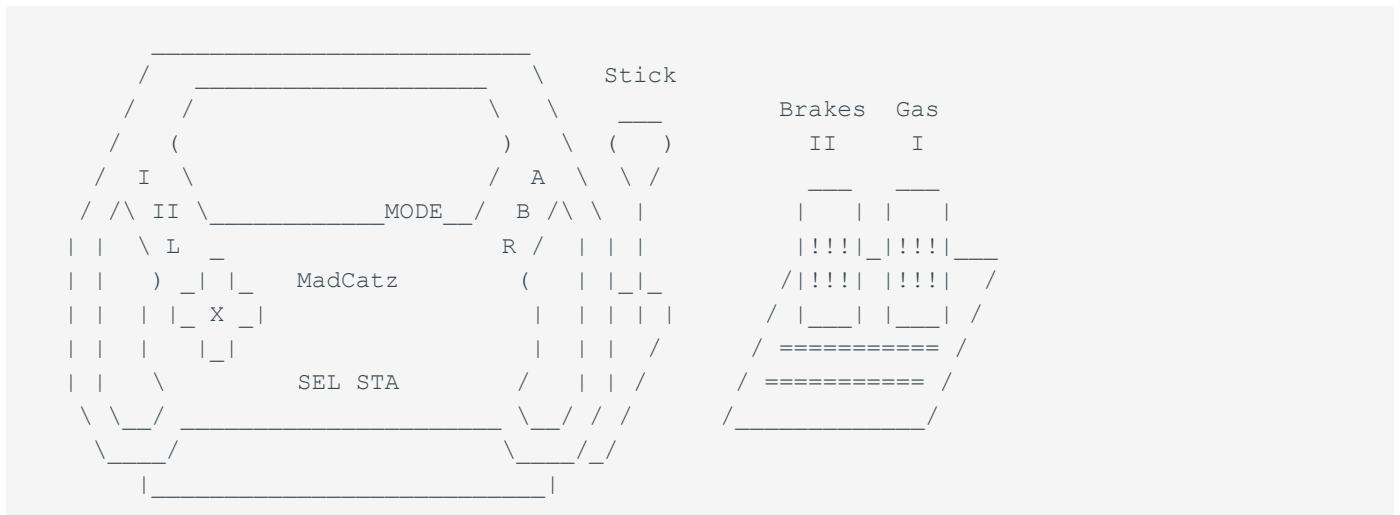 Stick
Brakes Gas
II I
I A
II MODE B
L R
MadCatz
X
SEL STA